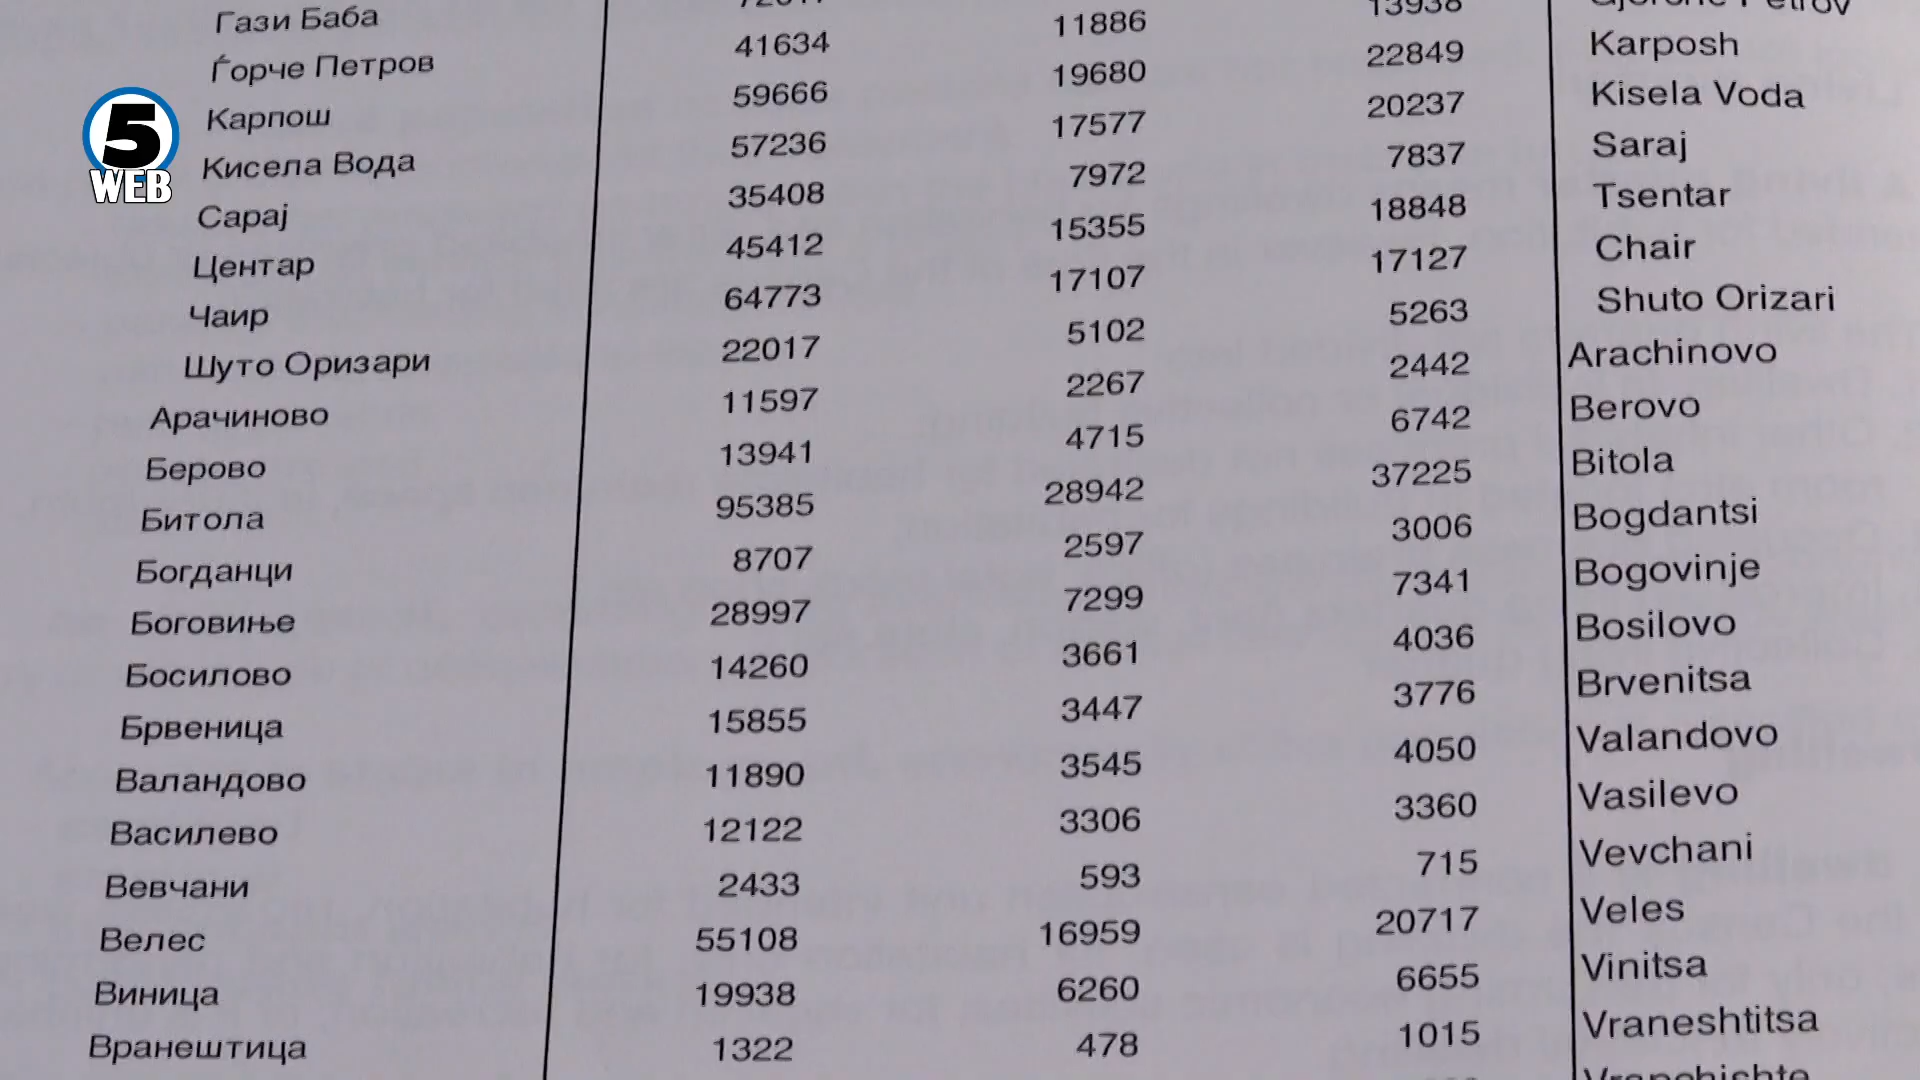 5
WEB
Гази Баба
Ѓорче Петров 41634 11886 13938 Gjorche Petrov
Карпош 59666 19680 22849 Karposh
Кисела Вода 57236 17577 20237 Kisela Voda
Сарај 35408 7972 7837 Saraj
Центар 45412 15355 18848 Tsentar
Чаир 64773 17107 17127 Chair
Шуто Оризари 22017 5102 5263 Shuto Orizari
Арачиново 11597 2267 2442 Arachinovo
Берово 13941 4715 6742 Berovo
Битола 95385 28942 37225 Bitola
Богданци 8707 2597 3006 Bogdantsi
Боговиње 28997 7299 7341 Bogovinje
Босилово 14260 3661 4036 Bosilovo
Брвеница 15855 3447 3776 Brvenitsa
Валандово 11890 3545 4050 Valandovo
Василево 12122 3306 3360 Vasilevo
Вевчани 2433 593 715 Vevchani
Велес 55108 16959 20717 Veles
Виница 19938 6260 6655 Vinitsa
Вранештица 1322 478 1015 Vraneshtitsa